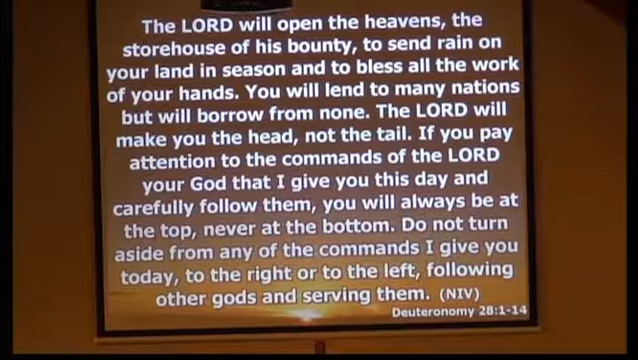 The LORD will open the heavens, the
storehouse of his bounty, to send rain on
your land in season and to bless all the work
of your hands. You will lend to many nations
but will borrow from none. The LORD will
make you the head, not the tail. If you pay
attention to the commands of the LORD
your God that I give you this day and
carefully follow them, you will always be at
the top, never at the bottom. Do not turn
aside from any of the commands I give you
today, to the right or to the left, following
other gods and serving them. (NIV)
Deuteronomy 28:1-14